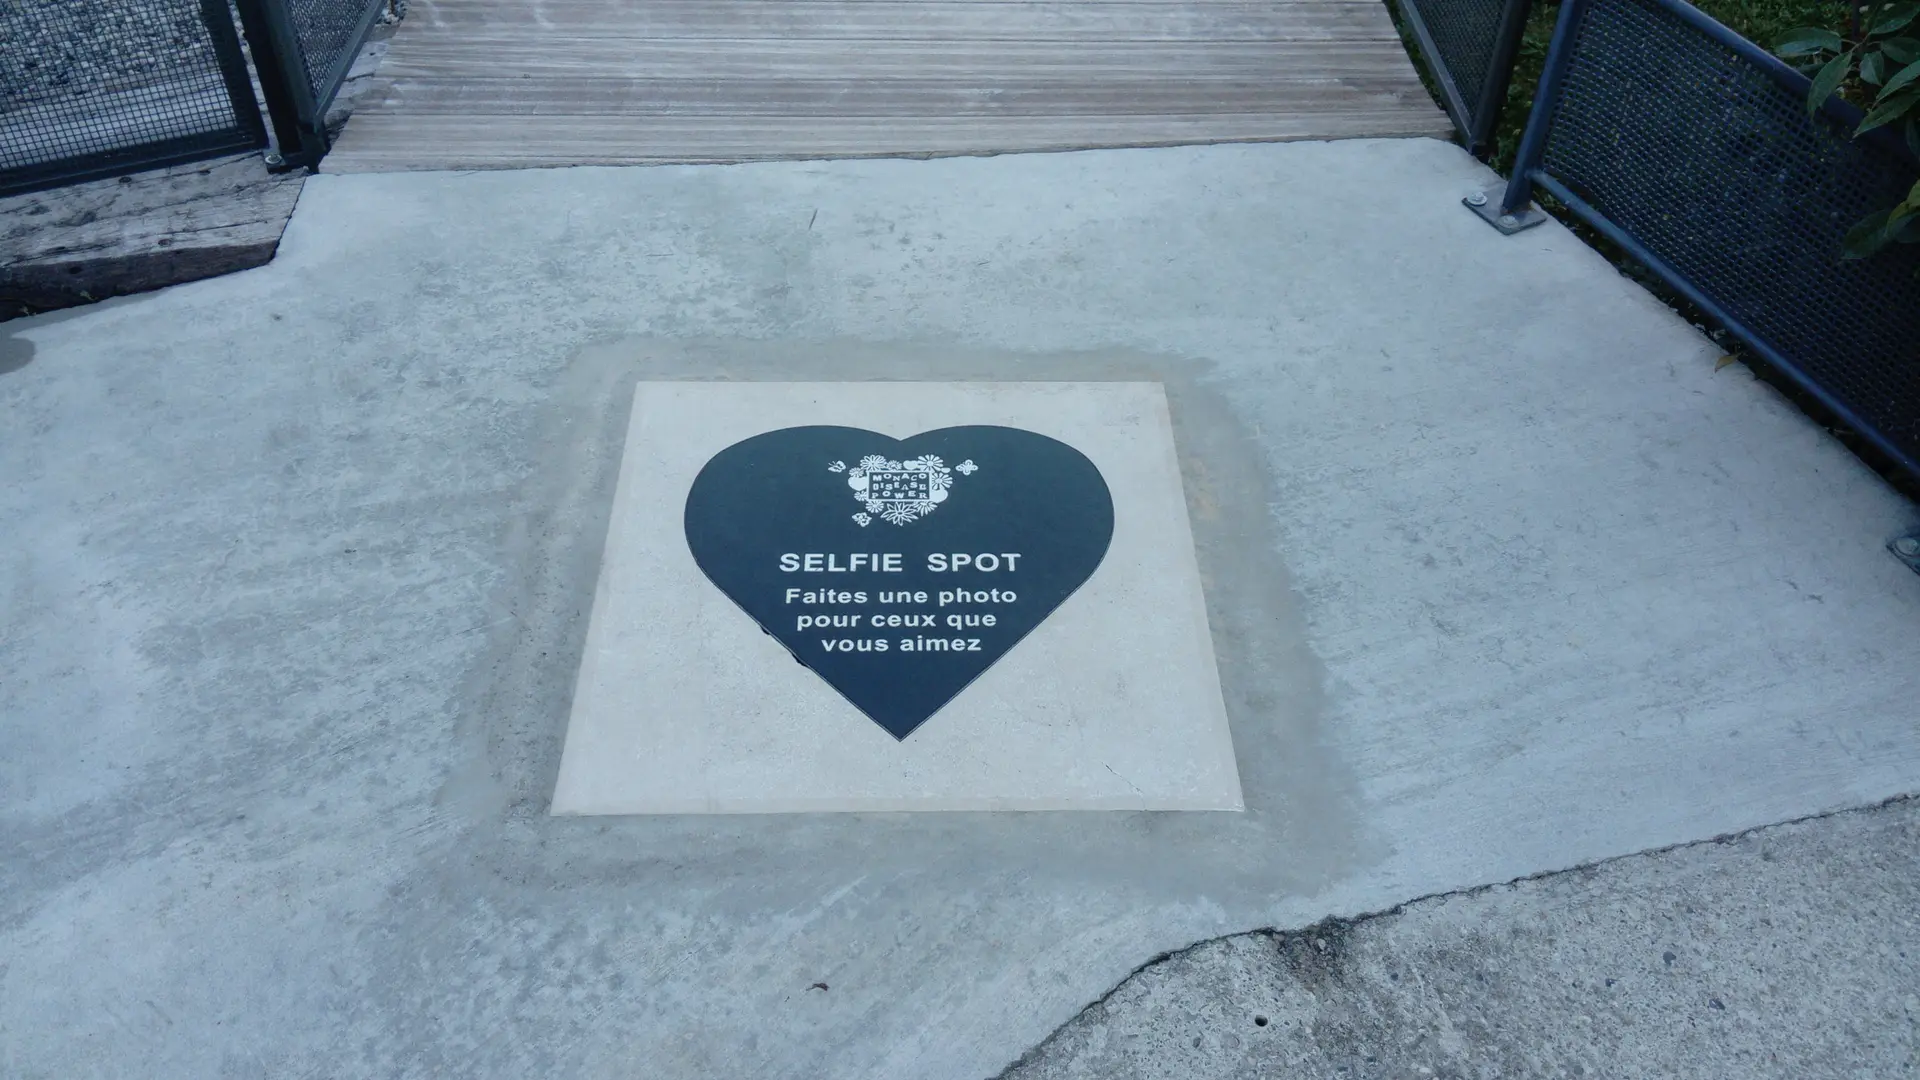 MONACO
DISEASE
POWER
SELFIE SPOT
Faites une photo
pour ceux que
vous aimez